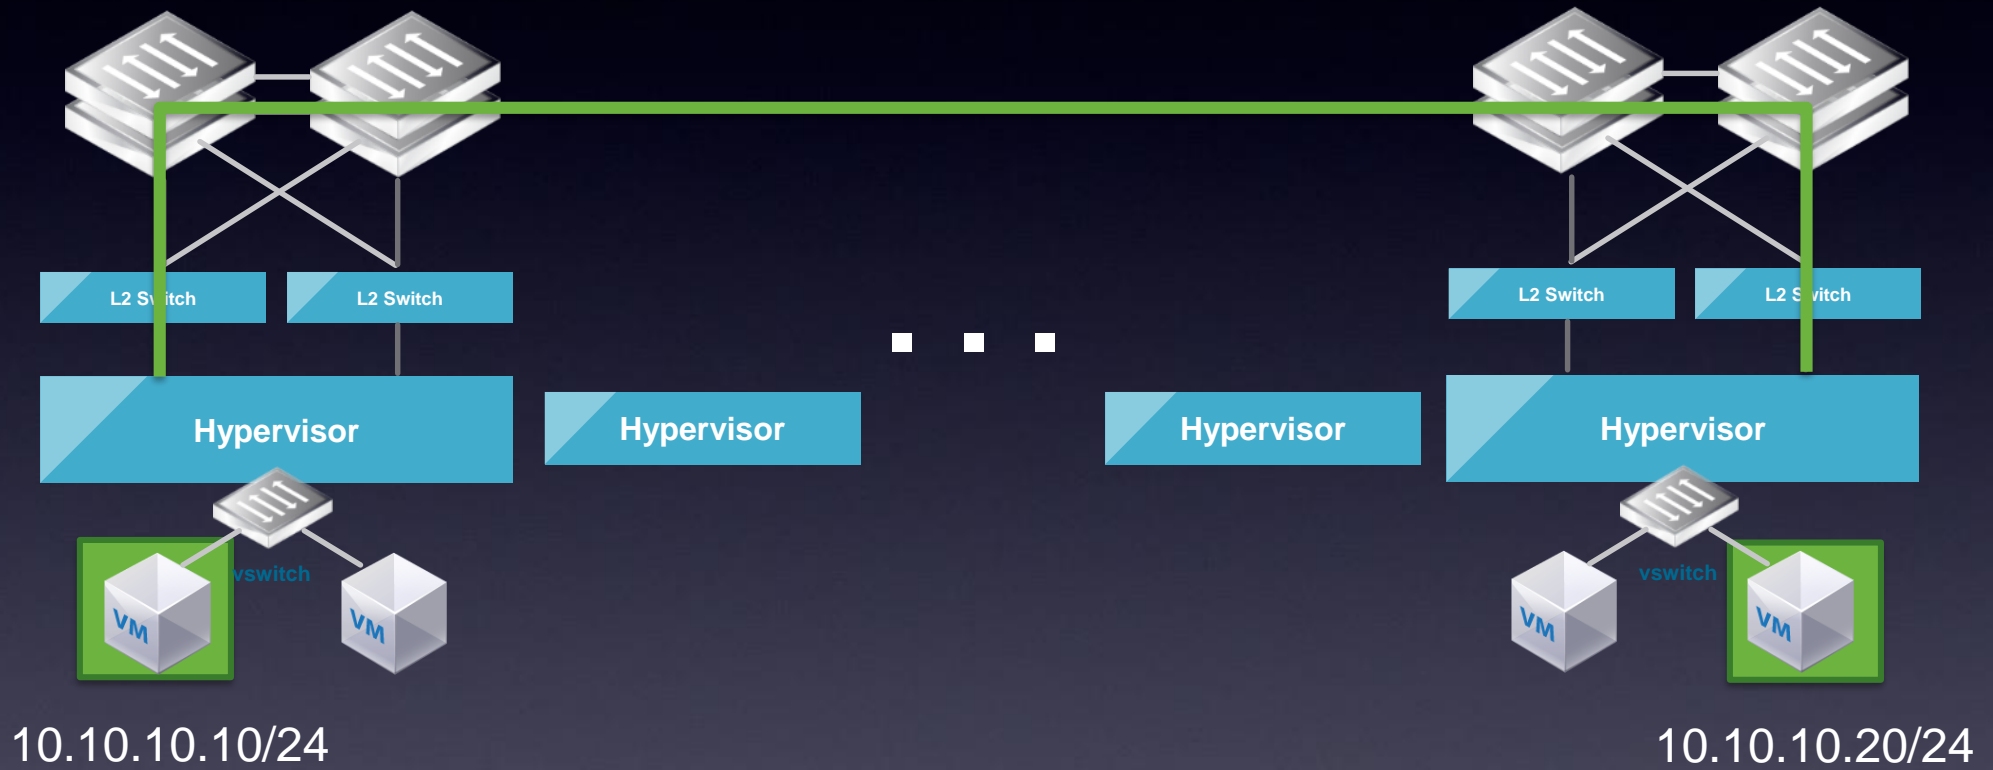 L2 Switch
L2 Switch
L2 Switch
L2 Switch
Hypervisor
Hypervisor
Hypervisor
Hypervisor
vswitch
vswitch
VM
VM
VM
VM
10.10.10.10/24
10.10.10.20/24